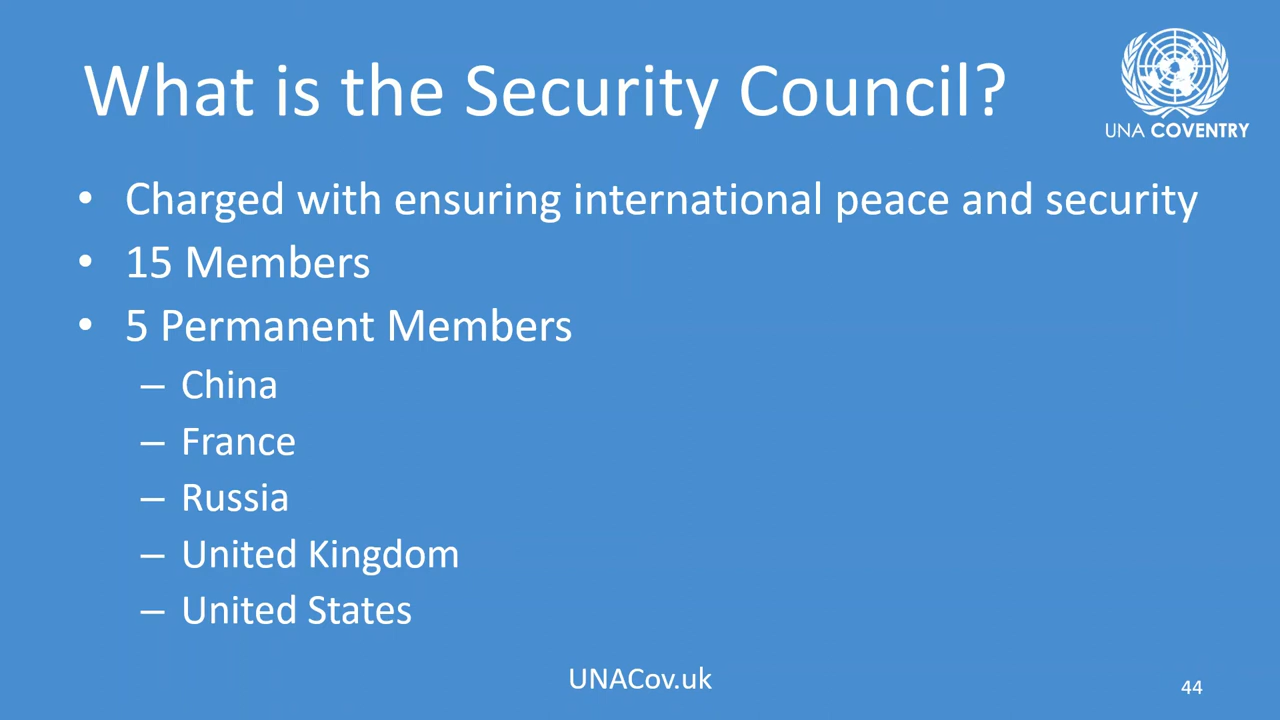 What is the Security Council?
UNA COVENTRY
• Charged with ensuring international peace and security
• 15 Members
• 5 Permanent Members
– China
– France
– Russia
– United Kingdom
– United States
UNACov.uk
44